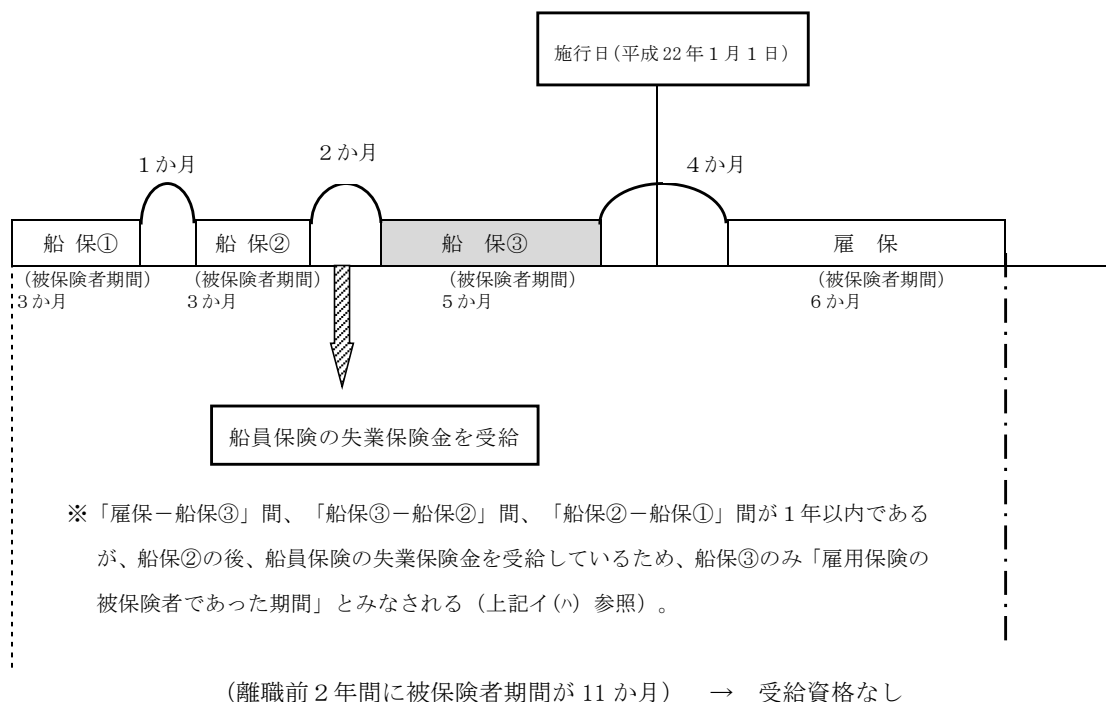 施行日(平成22年1月1日)
1か月
2か月
4か月
船 保①
船 保②
船 保③
雇 保
(被保険者期間)
3か月
(被保険者期間)
3か月
(被保険者期間)
5か月
(被保険者期間)
6か月
船員保険の失業保険金を受給
※「雇保－船保③」間、「船保③－船保②」間、「船保②－船保①」間が1年以内である
が、船保②の後、船員保険の失業保険金を受給しているため、船保③のみ「雇用保険の
被保険者であった期間」とみなされる(上記イ(ハ) 参照)。
(離職前2年間に被保険者期間が11か月) → 受給資格なし